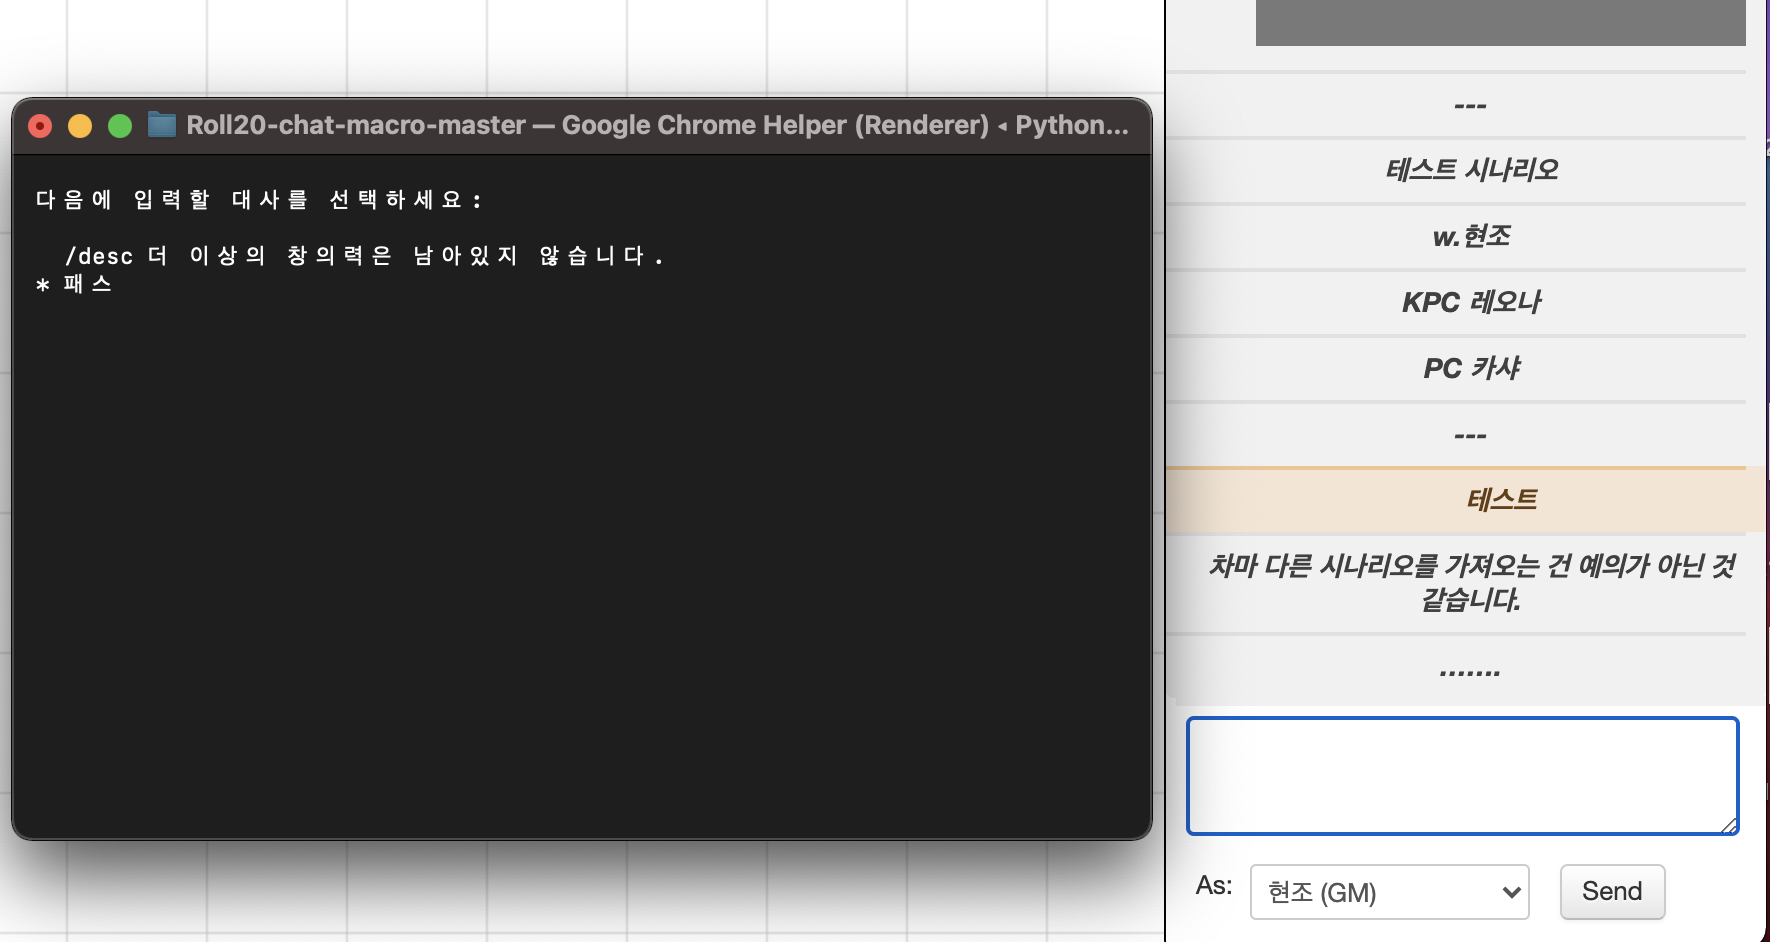 Roll20-chat-macro-master — Google Chrome Helper (Renderer) ◂ Python...
다음에 입력할 대사를 선택하세요:
/desc 더 이상의 창의력은 남아있지 않습니다.
* 패스
---
테스트 시나리오
w.현조
KPC 레오나
PC 카샤
---
테스트
차마 다른 시나리오를 가져오는 건 예의가 아닌 것
같습니다.
.......
As: 현조 (GM) Send